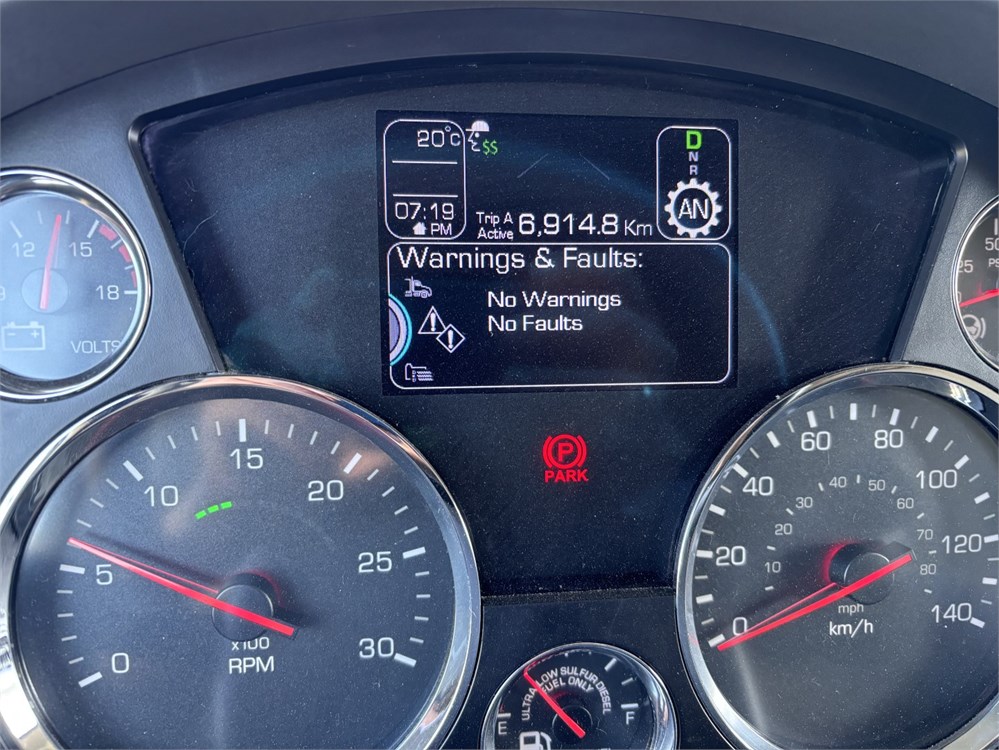 20°C
$$
D
N
R
AN
07:19
PM
Trip A
Active
6,914.8 Km
Warnings & Faults:
No Warnings
No Faults
12
15
18
VOLTS
50
25
PARK
0
5
10
15
20
25
30
x100
RPM
0
20
40
60
80
100
120
140
10
20
30
40
50
60
70
80
mph
km/h
ULTRA LOW SULFUR DIESEL
FUEL ONLY
E
F